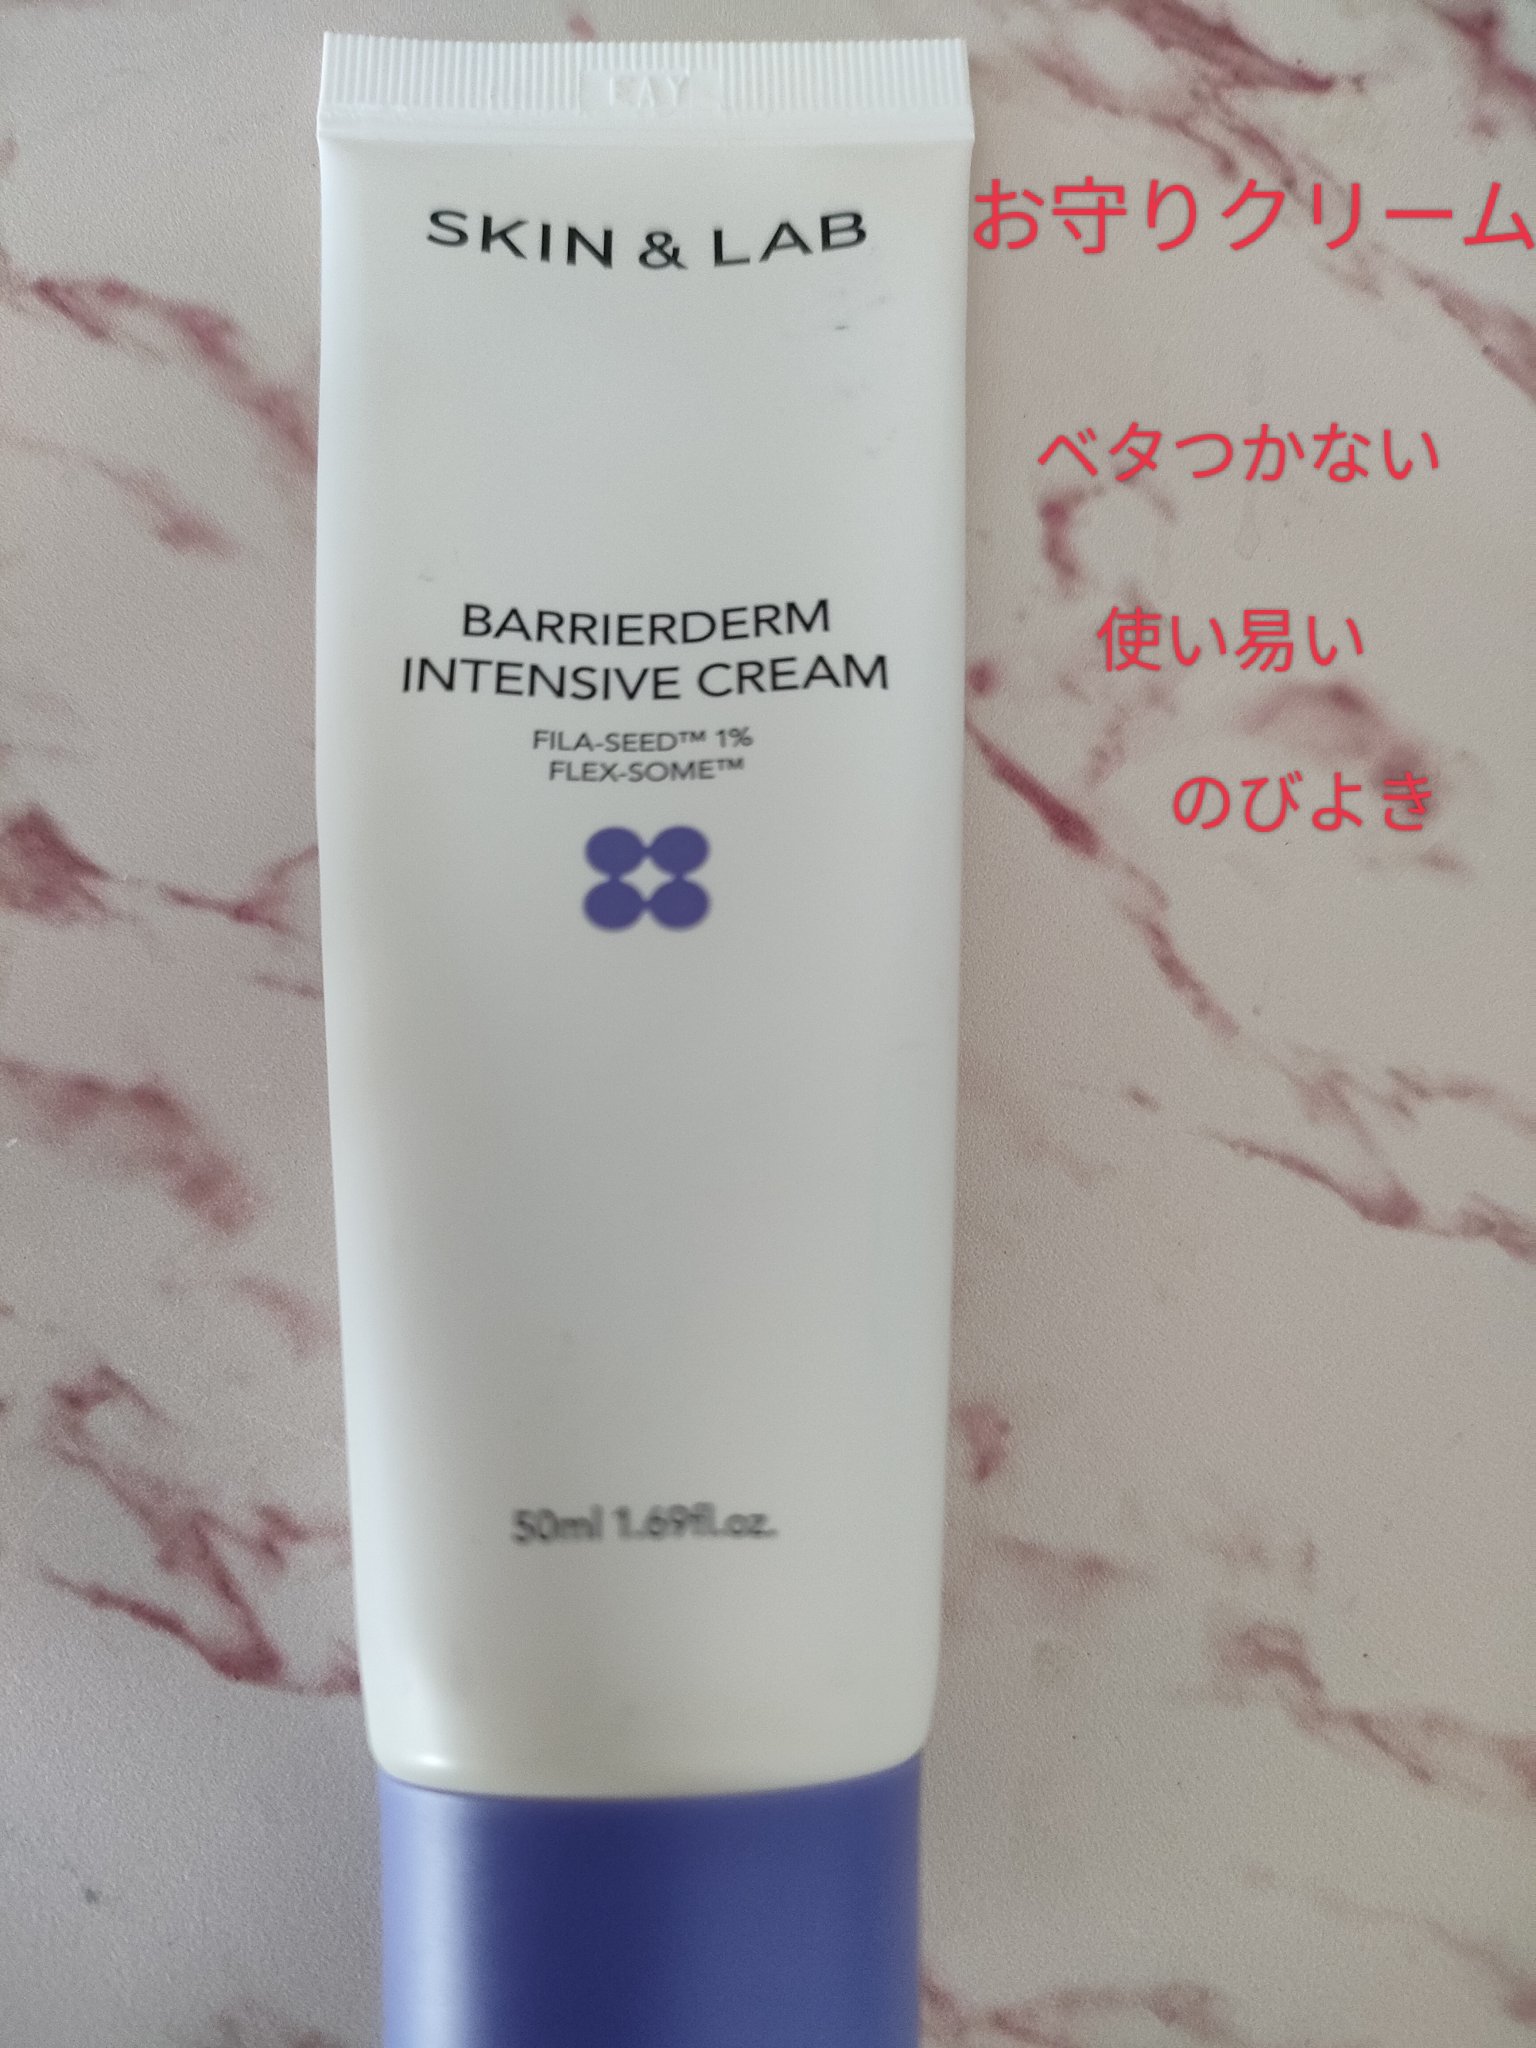 SKIN & LAB
お守りクリーム
ベタつかない
BARRIERDERM
使い易い
INTENSIVE CREAM
FILA-SEED™ 1%
FLEX-SOME™
のびよき
50ml 1.69fl.oz.